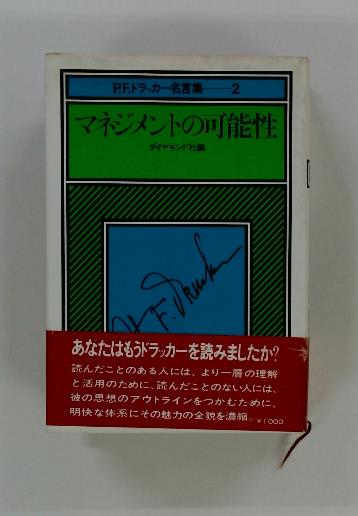 P.F.ドラッカー名言集——2
マネジメントの可能性
ダイヤモンド社編
P. F. Drucker
あなたはもうドラッカーを読みましたか?
読んだことのある人には、より一層の理解
と活用のために、読んだことのない人には、
彼の思想のアウトラインをつかむために、
明快な体系にその魅力の全貌を濃縮。¥1000